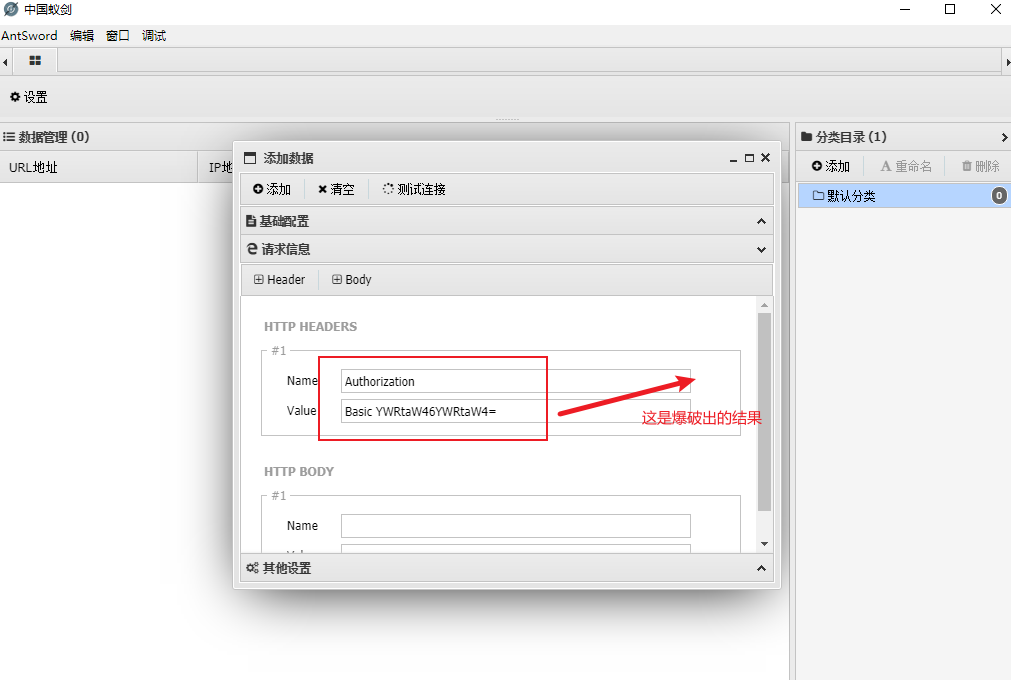 中国蚁剑
AntSword 编辑 窗口 调试
设置
数据管理 (0)
分类目录 (1)
URL地址 IP地
添加 重命名 删除
默认分类 0
添加数据
添加 清空 测试连接
基础配置
请求信息
Header Body
HTTP HEADERS
#1
Name Authorization
Value Basic YWRtaW46YWRtaW4=
这是爆破出的结果
HTTP BODY
#1
Name
其他设置